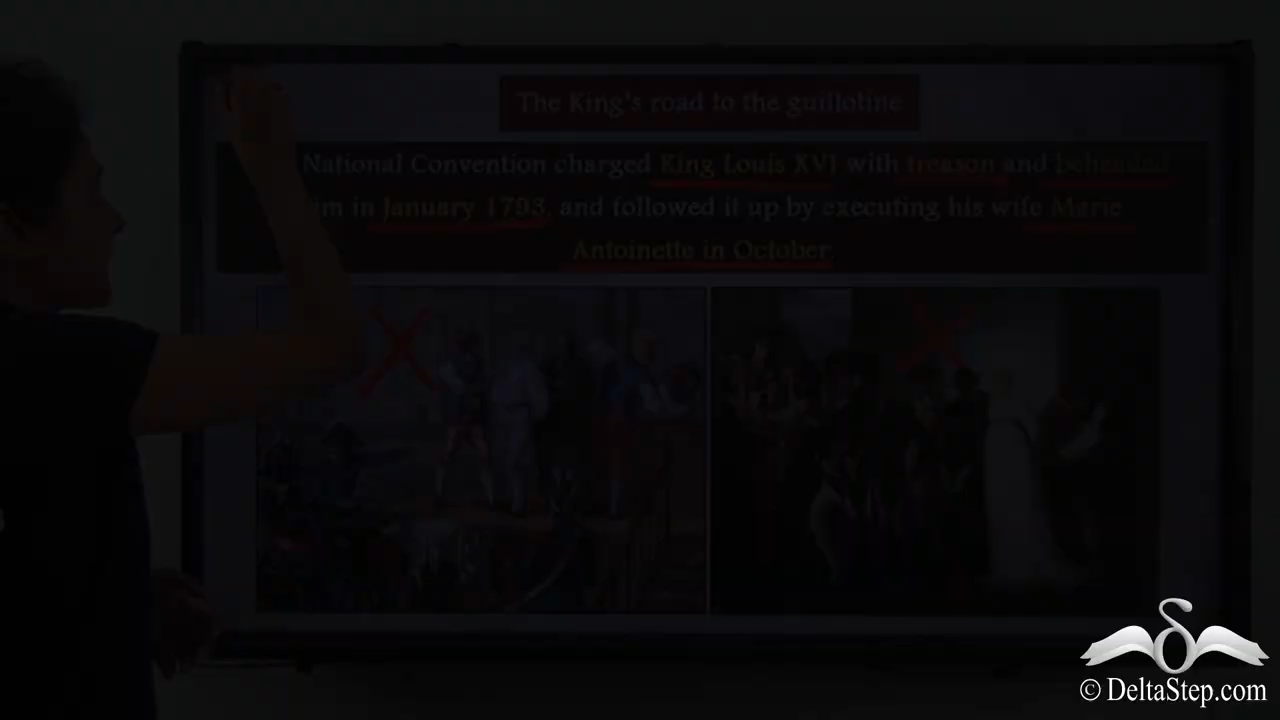 The King's road to the guillotine
National Convention charged King Louis XVI with treason and beheaded
in January 1793, and followed it up by executing his wife Marie
Antoinette in October.
© DeltaStep.com